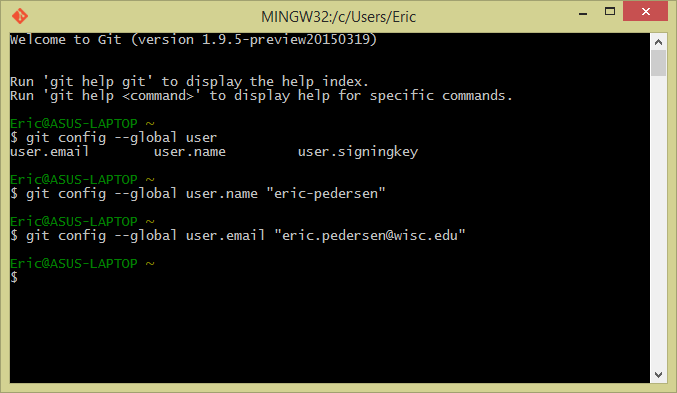 MINGW32:/c/Users/Eric
Welcome to Git (version 1.9.5-preview20150319)
Run 'git help git' to display the help index.
Run 'git help <command>' to display help for specific commands.
Eric@ASUS-LAPTOP ~
$ git config --global user
user.email        user.name         user.signingkey
Eric@ASUS-LAPTOP ~
$ git config --global user.name "eric-pedersen"
Eric@ASUS-LAPTOP ~
$ git config --global user.email "eric.pedersen@wisc.edu"
Eric@ASUS-LAPTOP ~
$